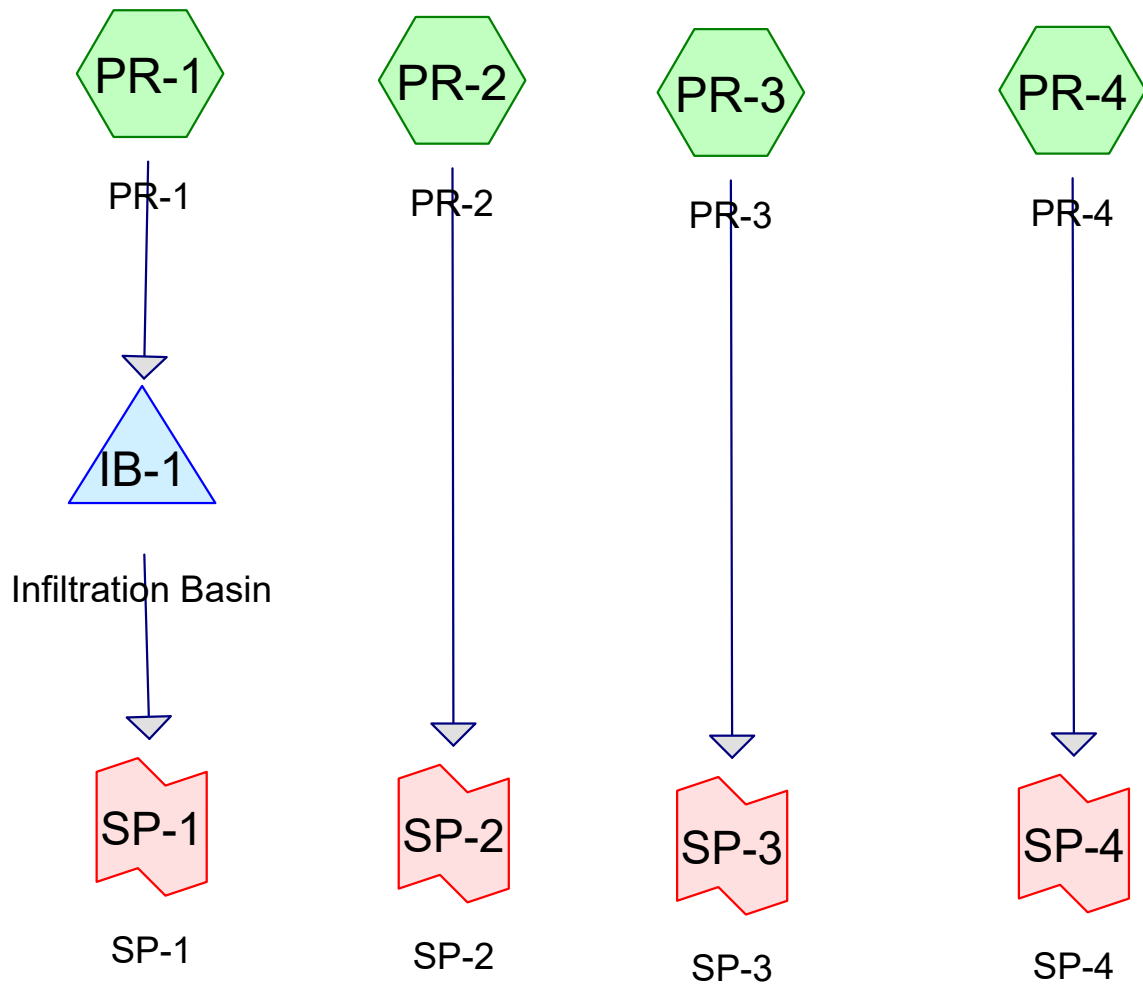 PR-1
PR-2
PR-3
PR-4
PR-1
PR-2
PR-3
PR-4
IB-1
Infiltration Basin
SP-1
SP-2
SP-3
SP-4
SP-1
SP-2
SP-3
SP-4